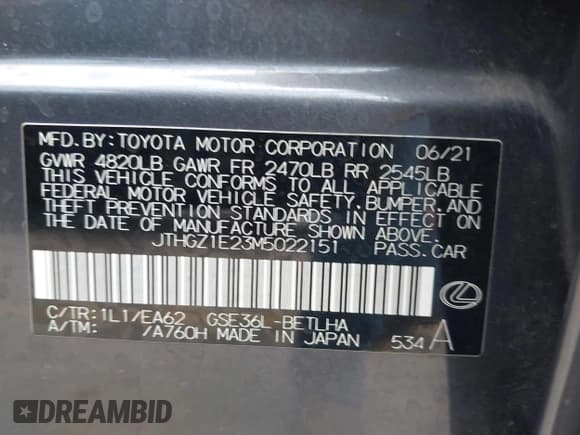 MFD.BY:TOYOTA MOTOR CORPORATION 06/21
GVWR 4820LB GAWR FR 2470LB RR 2545LB
THIS VEHICLE CONFORMS TO ALL APPLICABLE
FEDERAL MOTOR VEHICLE SAFETY,BUMPER,AND
THEFT PREVENTION STANDARDS IN EFFECT ON
THE DATE OF MANUFACTURE SHOWN ABOVE.
JTHGZ1E23M5022151 PASS.CAR
C/TR:1L1/EA62 GSE36L-BETLHA
A/TM: /A760H MADE IN JAPAN 534 A
DREAMBID